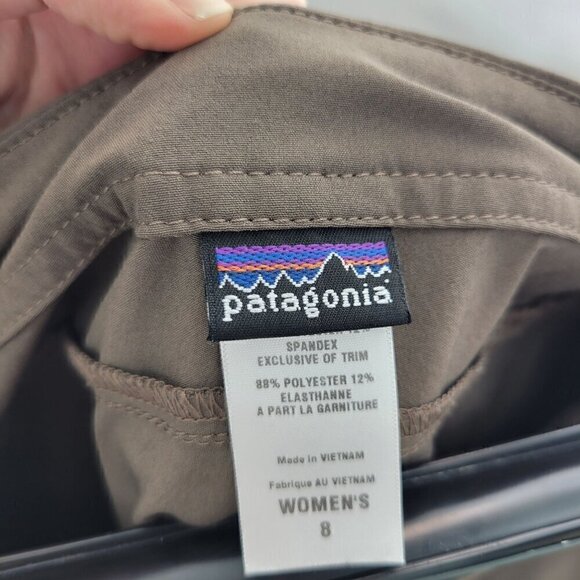 patagonia
SPANDEX
EXCLUSIVE OF TRIM
88% POLYESTER 12%
ELASTHANNE
A PART LA GARNITURE
Made in VIETNAM
Fabrique AU VIETNAM
WOMEN'S
8